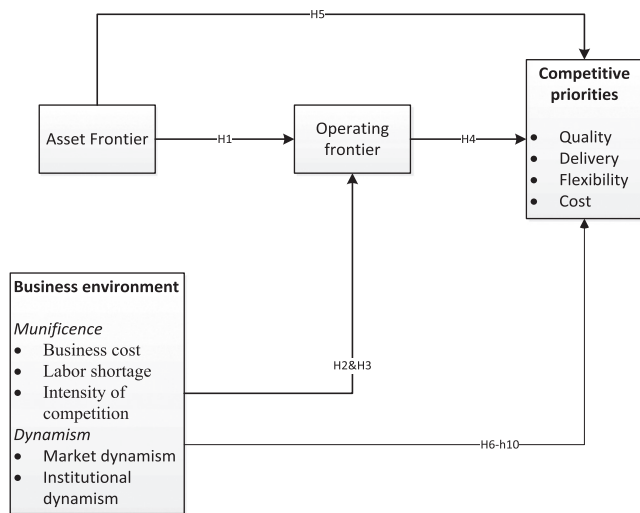 H5
Competitive
priorities
• Quality
• Delivery
• Flexibility
• Cost
Asset Frontier
H1
Operating
frontier
H4
Business environment
Munificence
• Business cost
• Labor shortage
• Intensity of
competition
Dynamism
• Market dynamism
• Institutional
dynamism
H2&H3
H6-h10